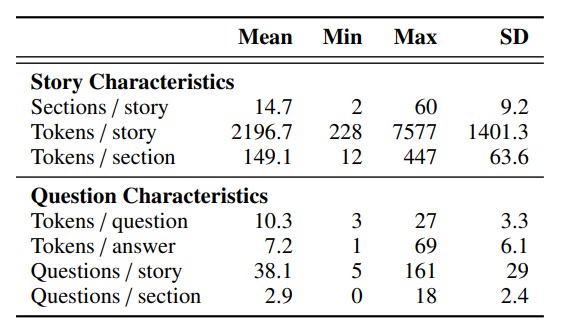 Mean Min Max SD
Story Characteristics
Sections / story 14.7 2 60 9.2
Tokens / story 2196.7 228 7577 1401.3
Tokens / section 149.1 12 447 63.6
Question Characteristics
Tokens / question 10.3 3 27 3.3
Tokens / answer 7.2 1 69 6.1
Questions / story 38.1 5 161 29
Questions / section 2.9 0 18 2.4